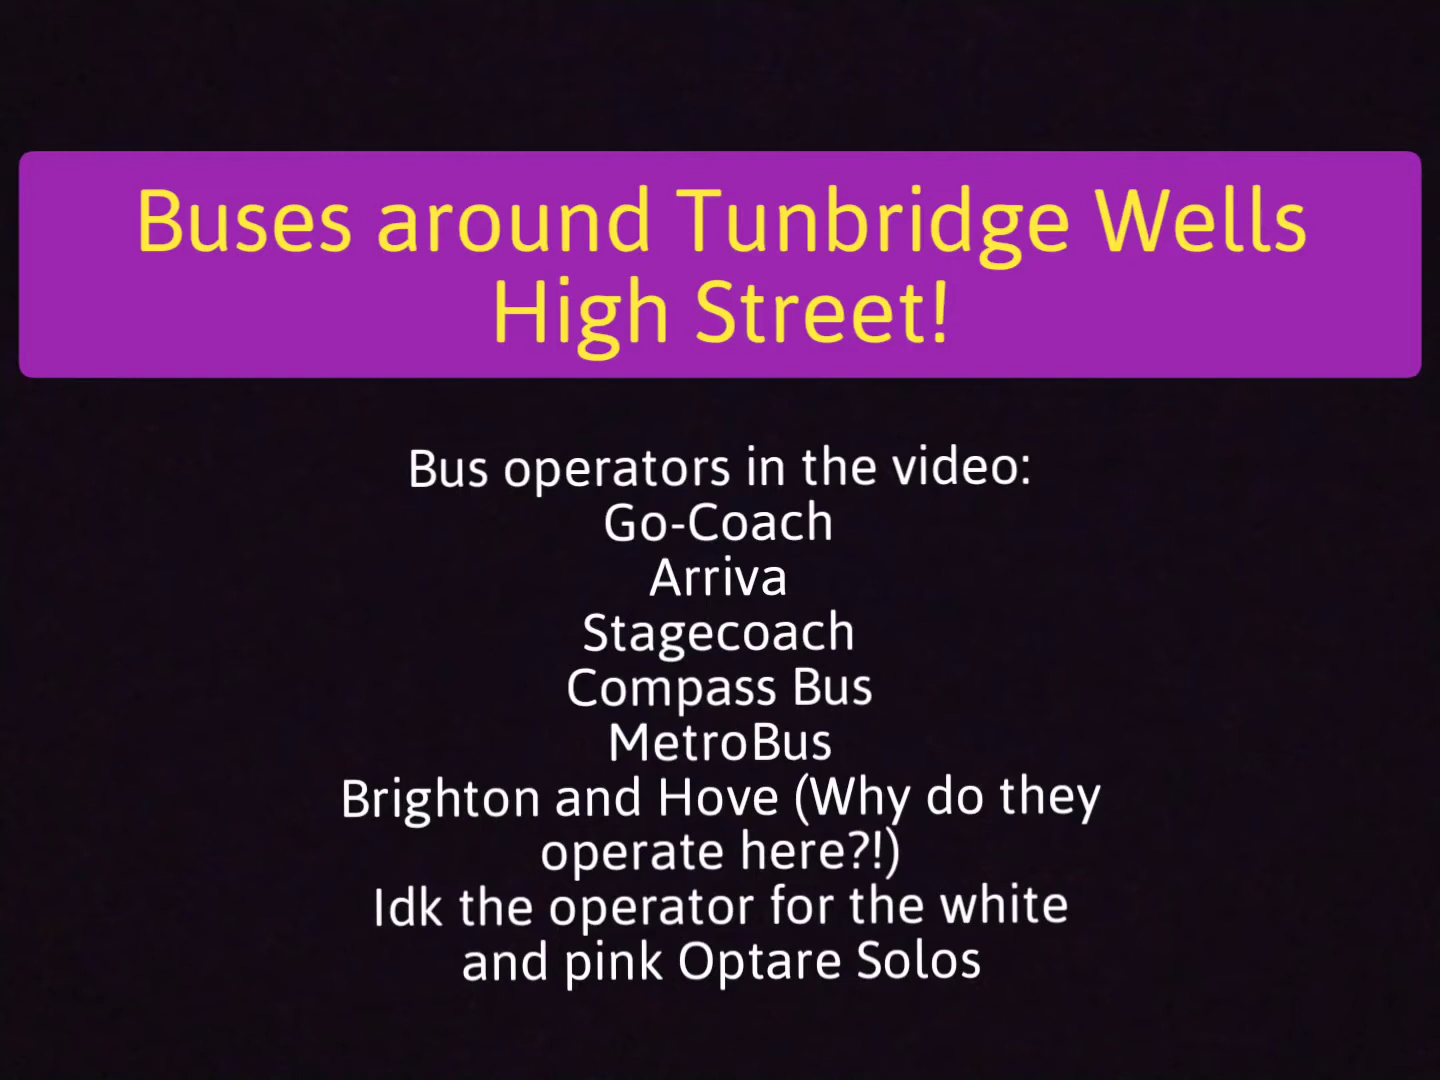 Buses around Tunbridge Wells
High Street!
Bus operators in the video:
Go-Coach
Arriva
Stagecoach
Compass Bus
MetroBus
Brighton and Hove (Why do they
operate here?!)
Idk the operator for the white
and pink Optare Solos